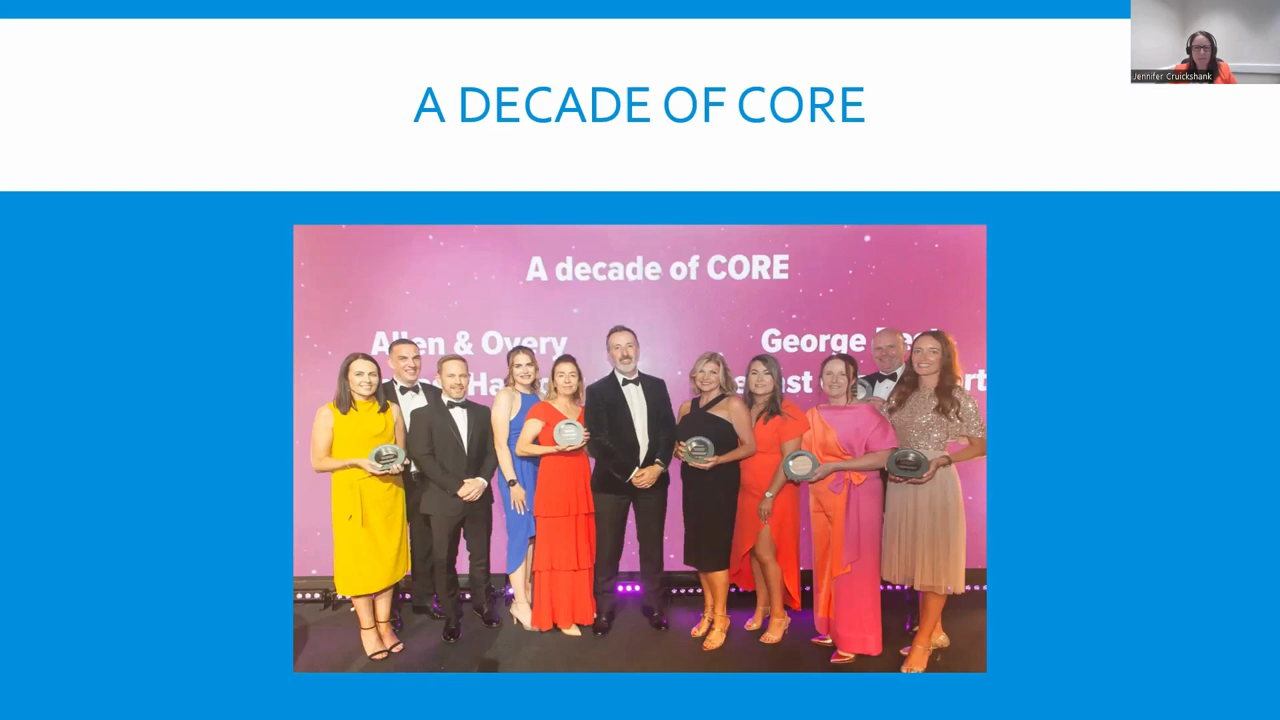 A DECADE OF CORE
Jennifer Cruickshank
A decade of CORE
Allen & Overy
George